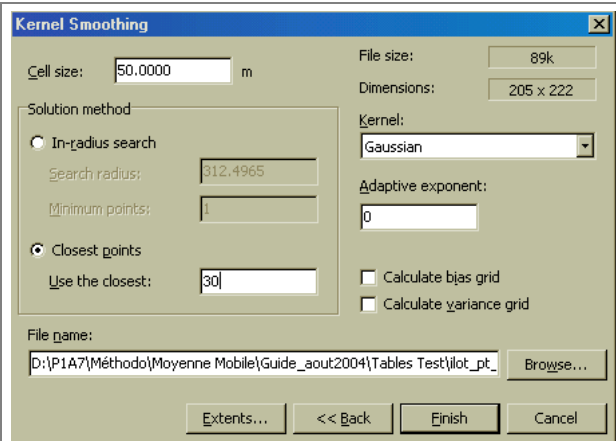 Kernel Smoothing
Cell size: 50.0000 m
File size: 89k
Dimensions: 205 x 222
Solution method
In-radius search
Search radius: 312.4965
Minimum points: 1
Closest points
Use the closest: 30
Kernel:
Gaussian
Adaptive exponent:
0
Calculate bias grid
Calculate variance grid
File name:
D:\P1A7\Méthodo\Moyenne Mobile\Guide_aout2004\Tables Test\ilot_pt_
Browse...
Extents... << Back Finish Cancel